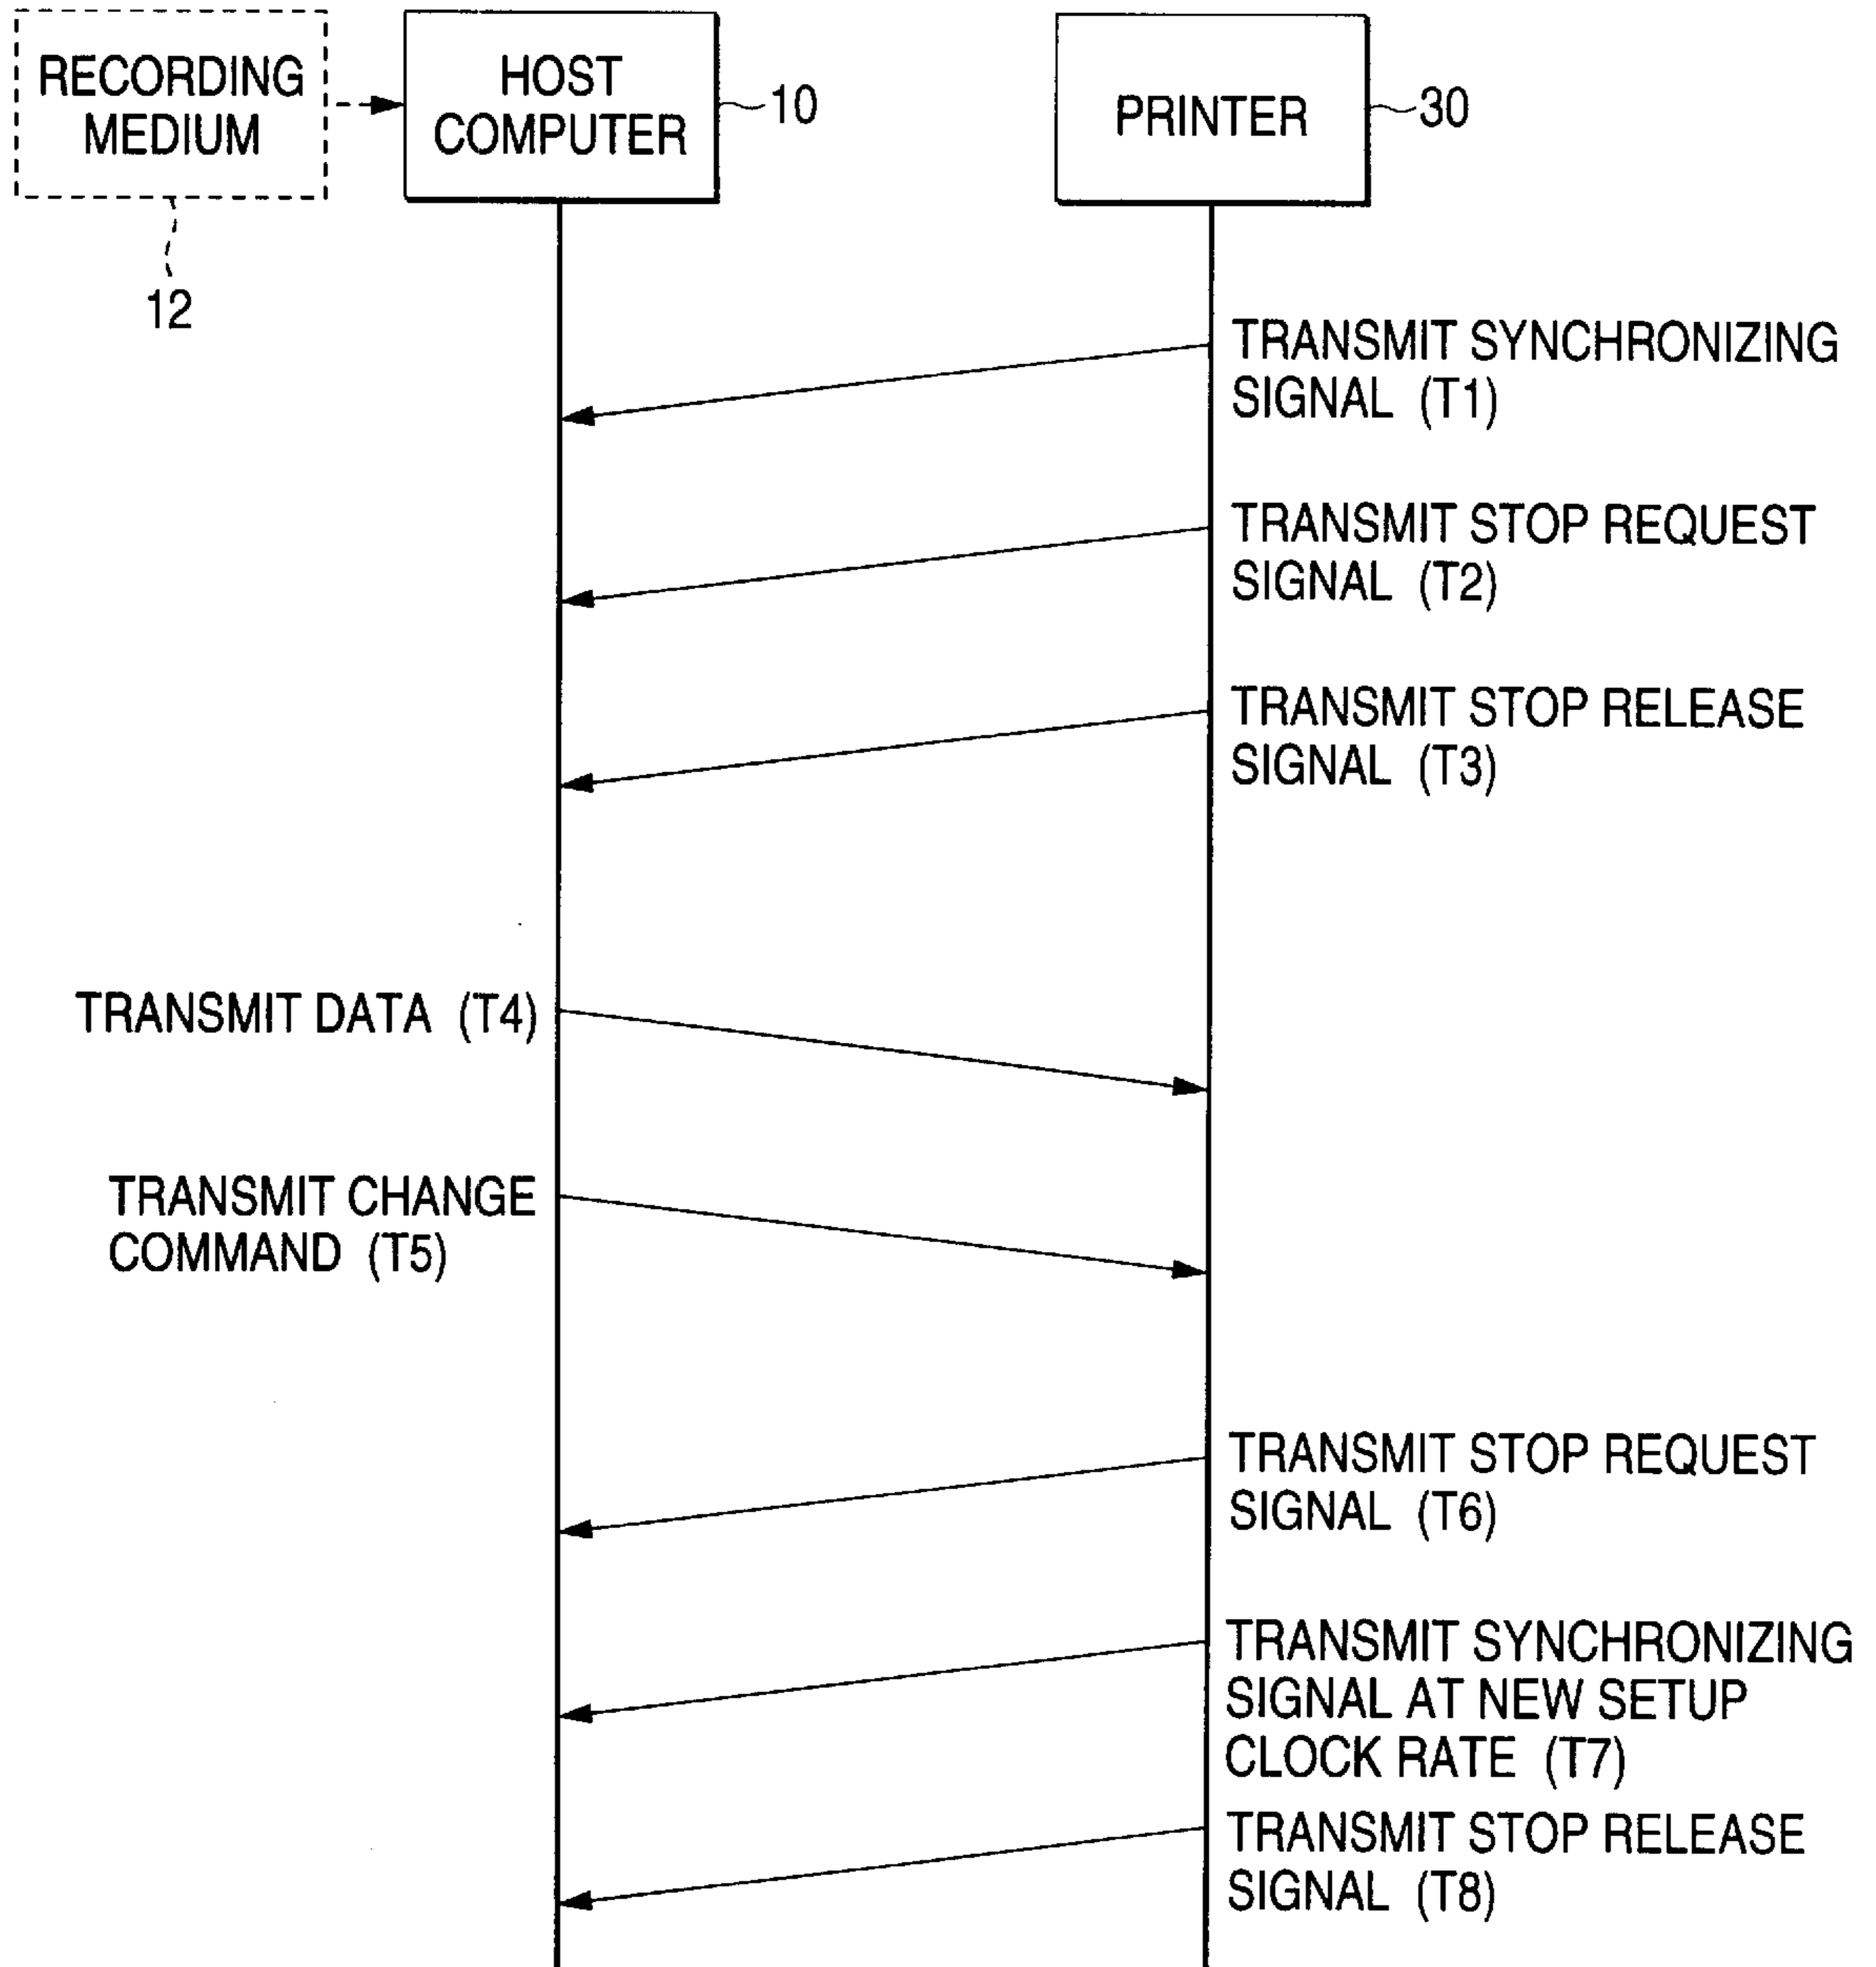 RECORDING
MEDIUM
HOST
COMPUTER
10
PRINTER
30
12
TRANSMIT SYNCHRONIZING
SIGNAL (T1)
TRANSMIT STOP REQUEST
SIGNAL (T2)
TRANSMIT STOP RELEASE
SIGNAL (T3)
TRANSMIT DATA (T4)
TRANSMIT CHANGE
COMMAND (T5)
TRANSMIT STOP REQUEST
SIGNAL (T6)
TRANSMIT SYNCHRONIZING
SIGNAL AT NEW SETUP
CLOCK RATE (T7)
TRANSMIT STOP RELEASE
SIGNAL (T8)